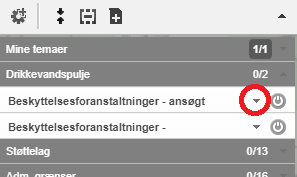 Mine temaer 1/1
Drikkevandspulje 0/2
Beskyttelsesforanstaltninger - ansøgt
Beskyttelsesforanstaltninger -
Støttelag 0/13
Adm. grænser 0/16